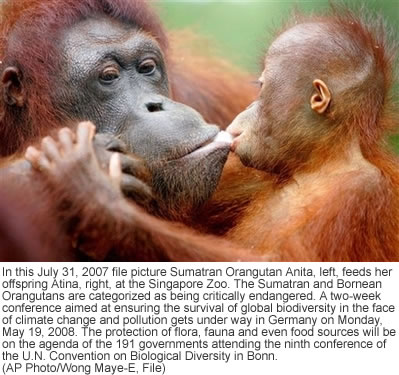 In this July 31, 2007 file picture Sumatran Orangutan Anita, left, feeds her
offspring Atina, right, at the Singapore Zoo. The Sumatran and Bornean
Orangutans are categorized as being critically endangered. A two-week
conference aimed at ensuring the survival of global biodiversity in the face
of climate change and pollution gets under way in Germany on Monday,
May 19, 2008. The protection of flora, fauna and even food sources will be
on the agenda of the 191 governments attending the ninth conference of
the U.N. Convention on Biological Diversity in Bonn.
(AP Photo/Wong Maye-E, File)